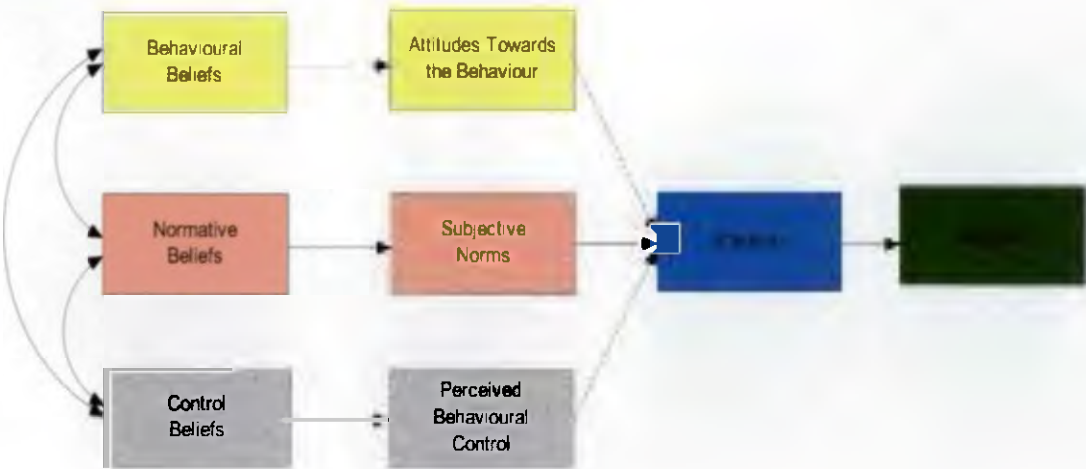 Behavioural
Beliefs
Attitudes Towards
the Behaviour
Normative
Beliefs
Subjective
Norms
Control
Beliefs
Perceived
Behavioural
Control